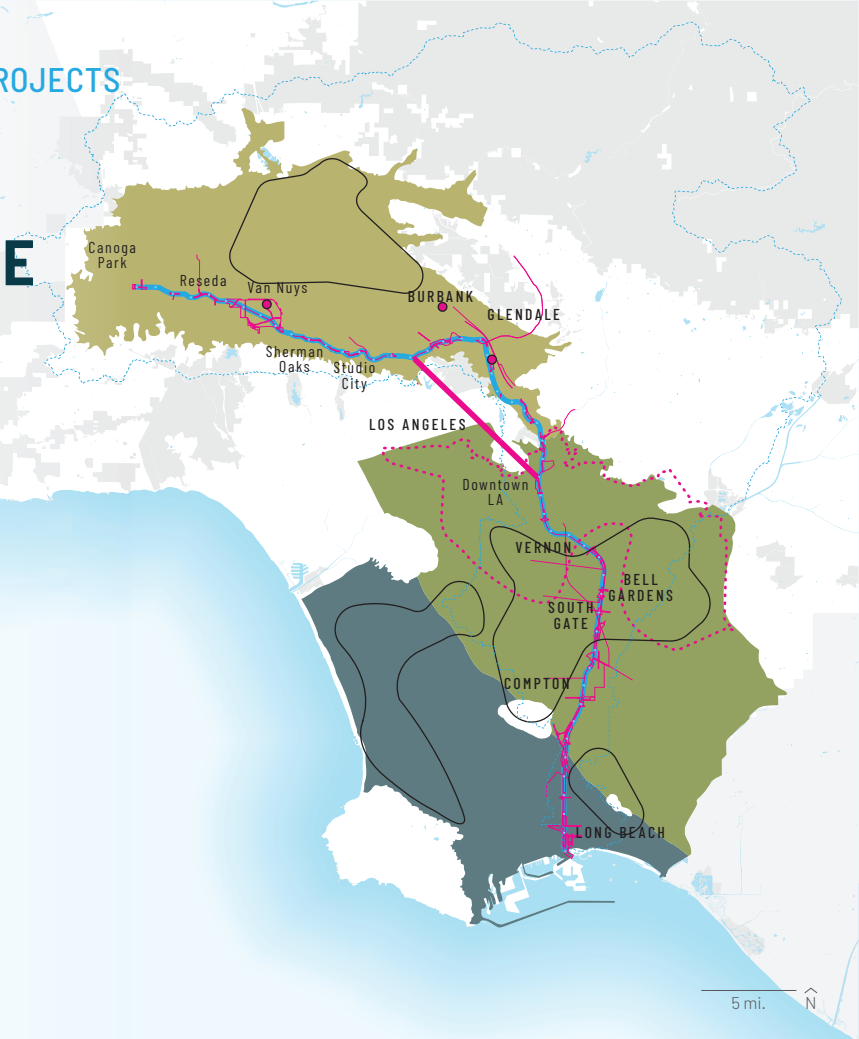 ROJECTS
E
Canoga
Park
Reseda
Van Nuys
BURBANK
GLENDALE
Sherman
Oaks
Studio
City
LOS ANGELES
Downtown
LA
VERNON
BELL
GARDENS
SOUTH
GATE
COMPTON
LONG BEACH
5 mi.
N